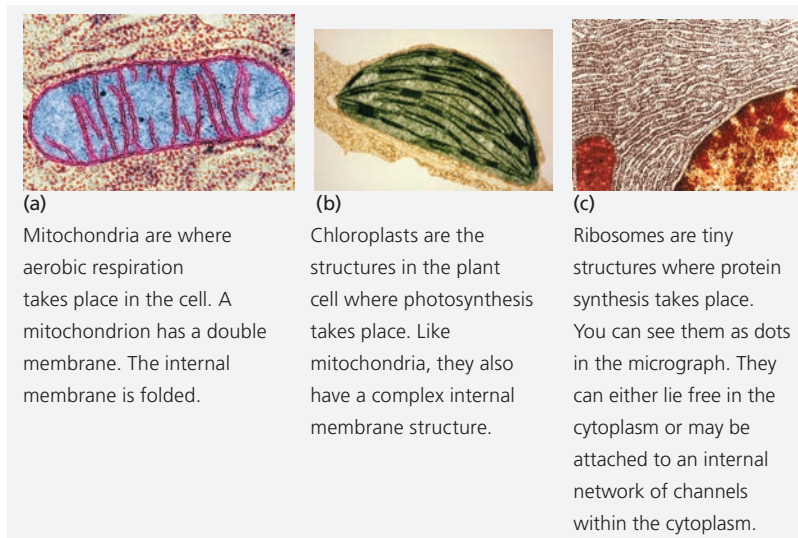 (a)
Mitochondria are where
aerobic respiration
takes place in the cell. A
mitochondrion has a double
membrane. The internal
membrane is folded.
(b)
Chloroplasts are the
structures in the plant
cell where photosynthesis
takes place. Like
mitochondria, they also
have a complex internal
membrane structure.
(c)
Ribosomes are tiny
structures where protein
synthesis takes place.
You can see them as dots
in the micrograph. They
can either lie free in the
cytoplasm or may be
attached to an internal
network of channels
within the cytoplasm.